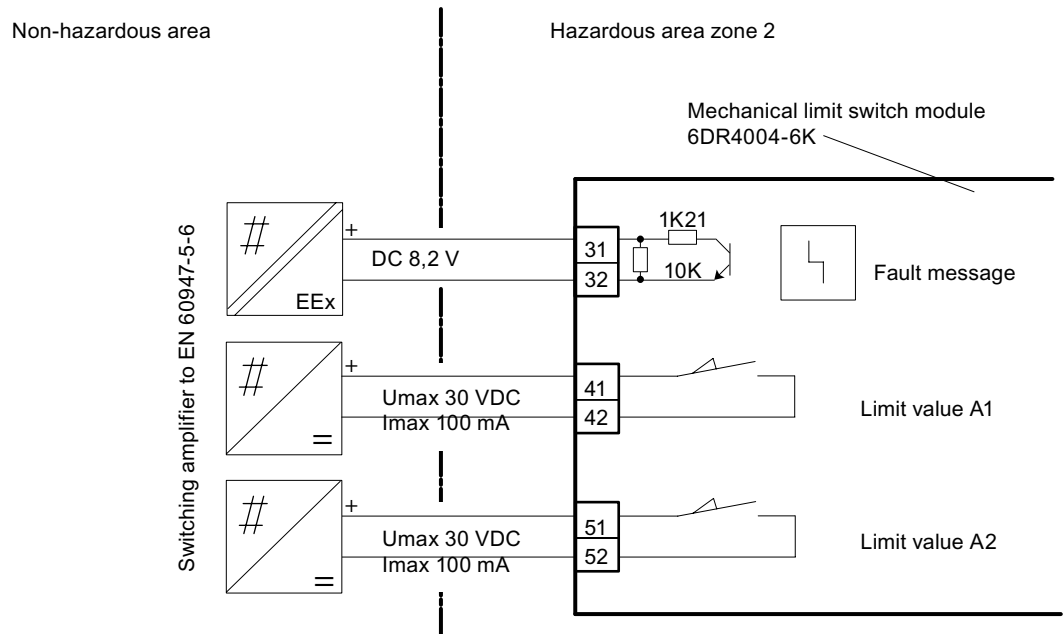 Non-hazardous area
Hazardous area zone 2
Mechanical limit switch module
6DR4004-6K
Switching amplifier to EN 60947-5-6
#
EEx
+
DC 8,2 V
31
32
1K21
10K
Fault message
#
=
+
Umax 30 VDC
Imax 100 mA
41
42
Limit value A1
#
=
+
Umax 30 VDC
Imax 100 mA
51
52
Limit value A2